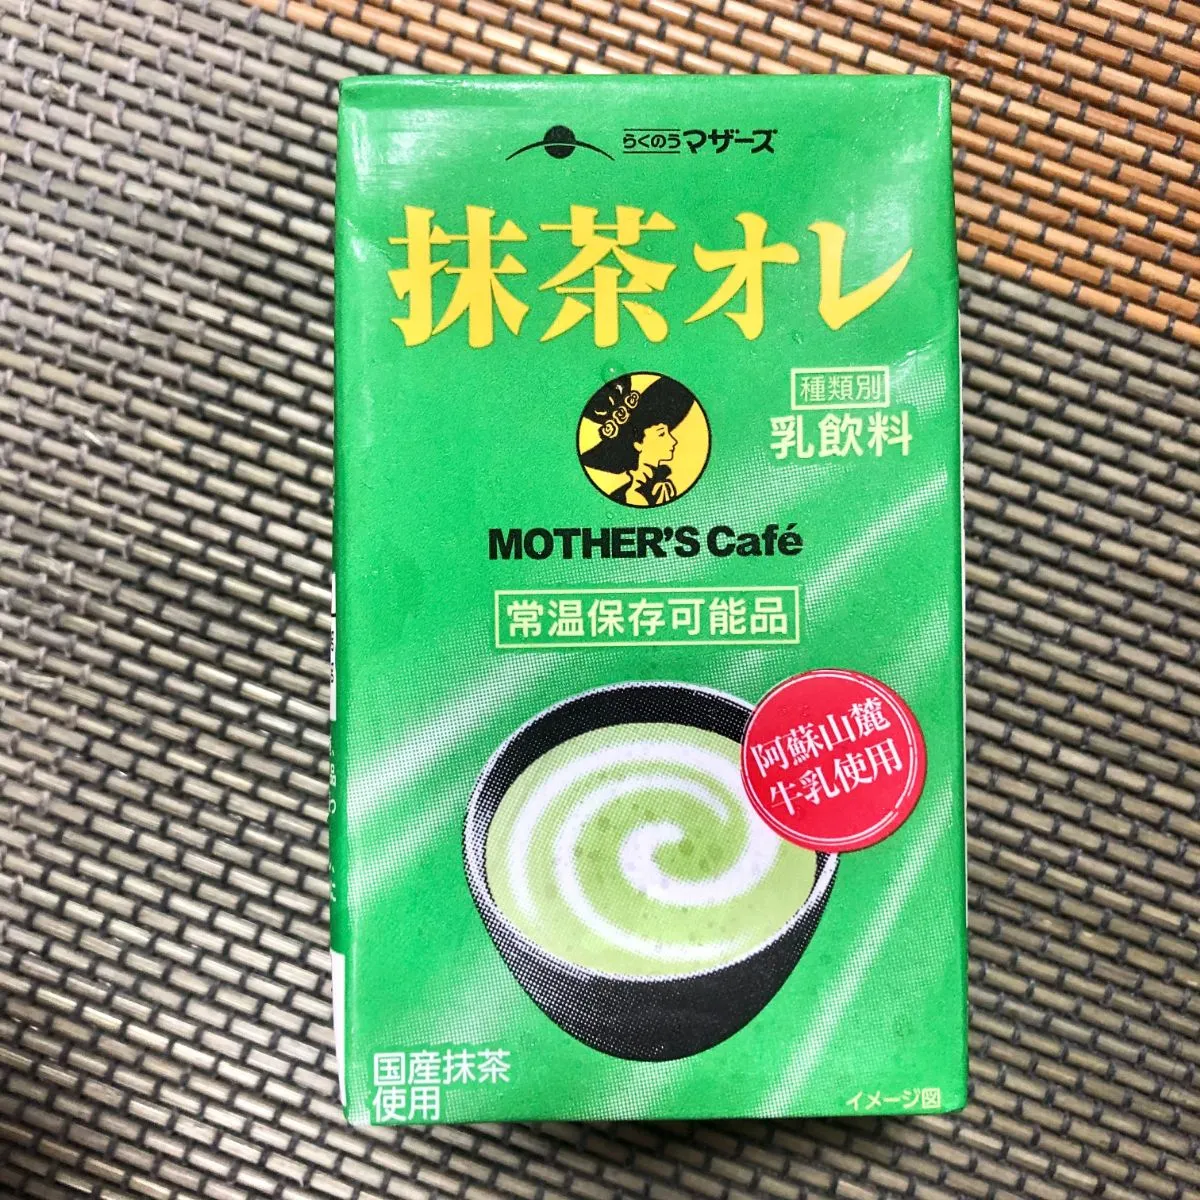 らくのうマザーズ
抹茶オレ
種類別
乳飲料
MOTHER'S Café
常温保存可能品
阿蘇山麓
牛乳使用
国産抹茶
使用
イメージ図